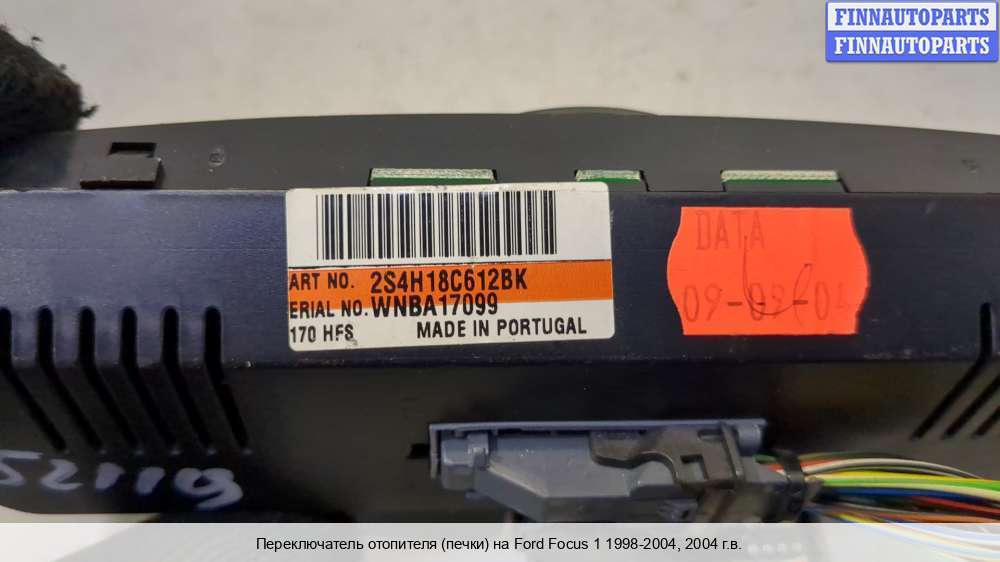 FINNAUTOPARTS
FINNAUTOPARTS
ART NO. 2S4H18C612BK
ERIAL NO. WNBA17099
170 HFS MADE IN PORTUGAL
DATA
52119
Переключатель отопителя (печки) на Ford Focus 1 1998-2004, 2004 г.в.